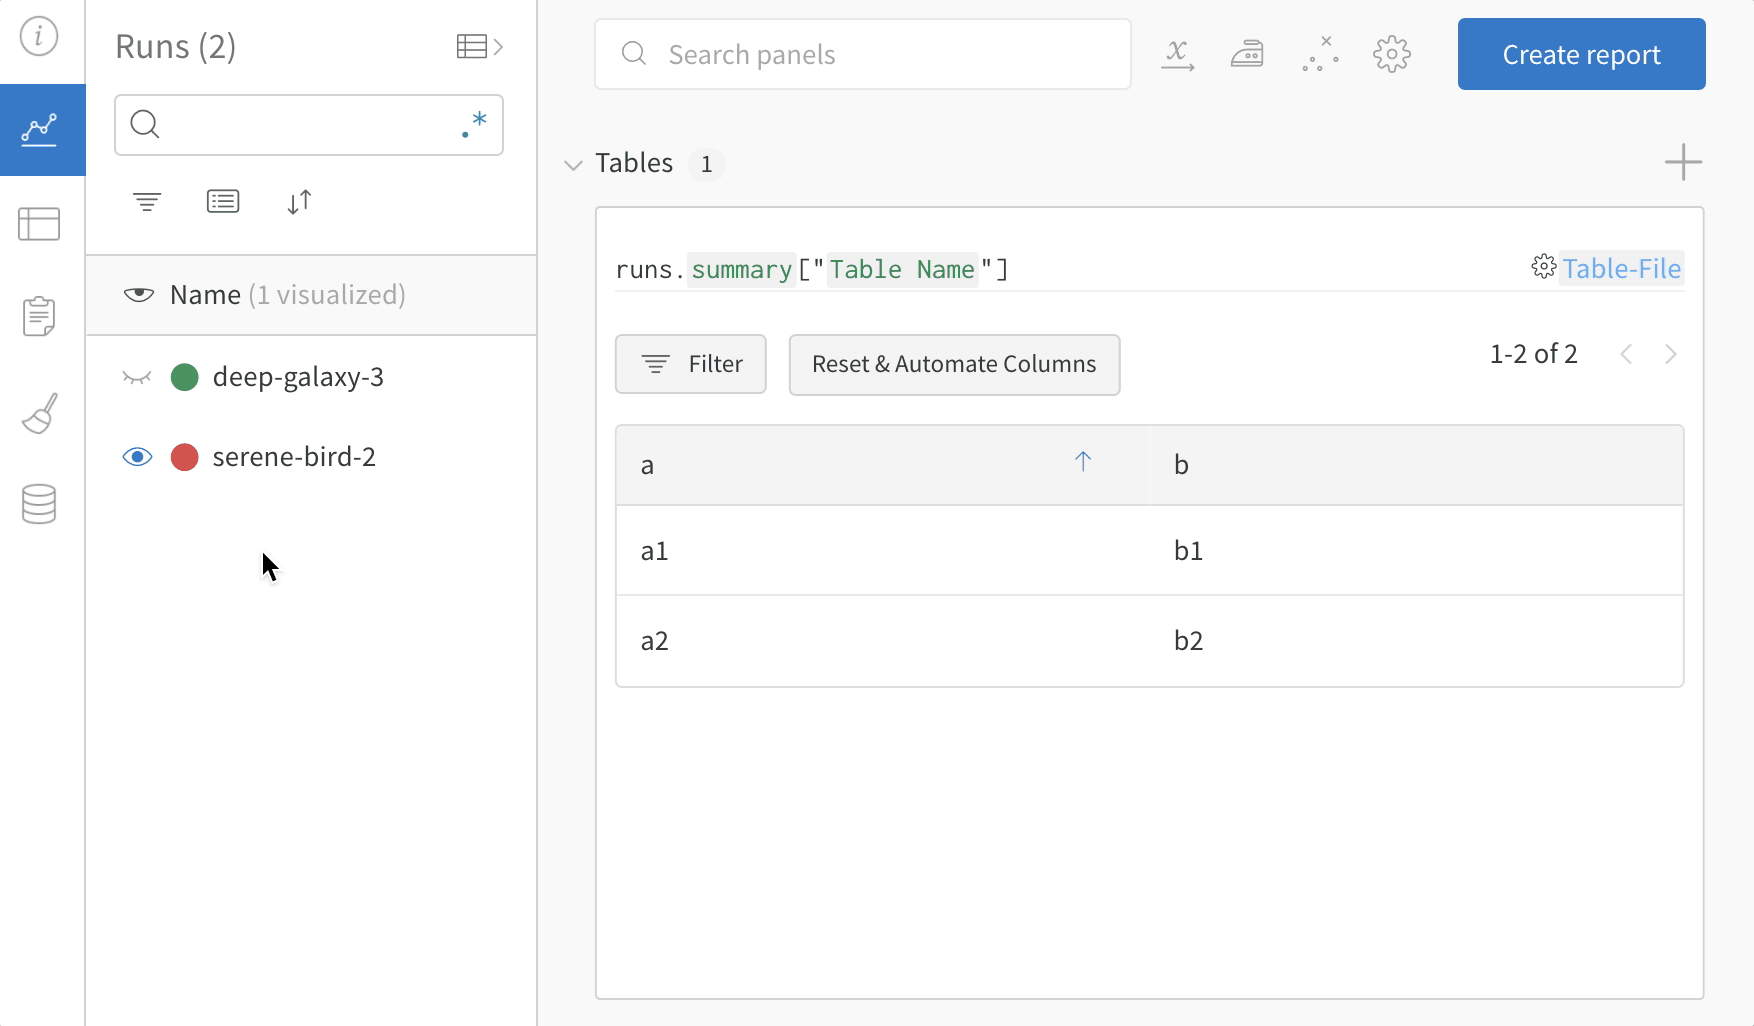 Runs (2)
.*
Name (1 visualized)
deep-galaxy-3
serene-bird-2
Search panels
Create report
Tables 1
runs.summary["Table Name"]
Table-File
Filter
Reset & Automate Columns
1-2 of 2
a b
a1 b1
a2 b2